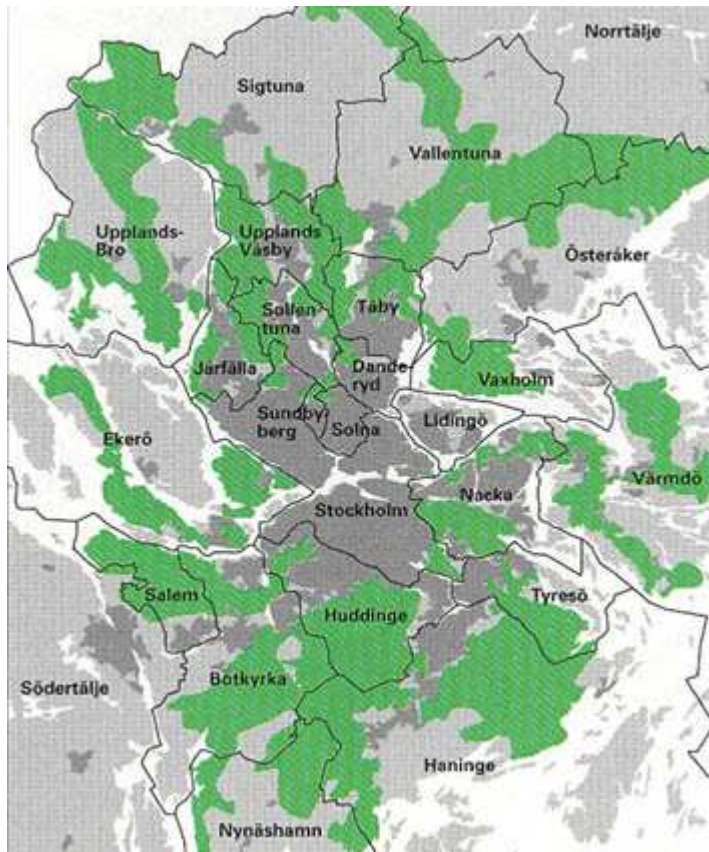 Norrtälje
Sigtuna
Vallentuna
Upplands-
Bro
Upplands
Väsby
Österåker
Sollen-
tuna
Täby
Järfälla
Dande-
ryd
Vaxholm
Sundby-
berg
Solna
Lidingö
Ekerö
Värmdö
Nacka
Stockholm
Salem
Tyresö
Huddinge
Botkyrka
Södertälje
Haninge
Nynäshamn